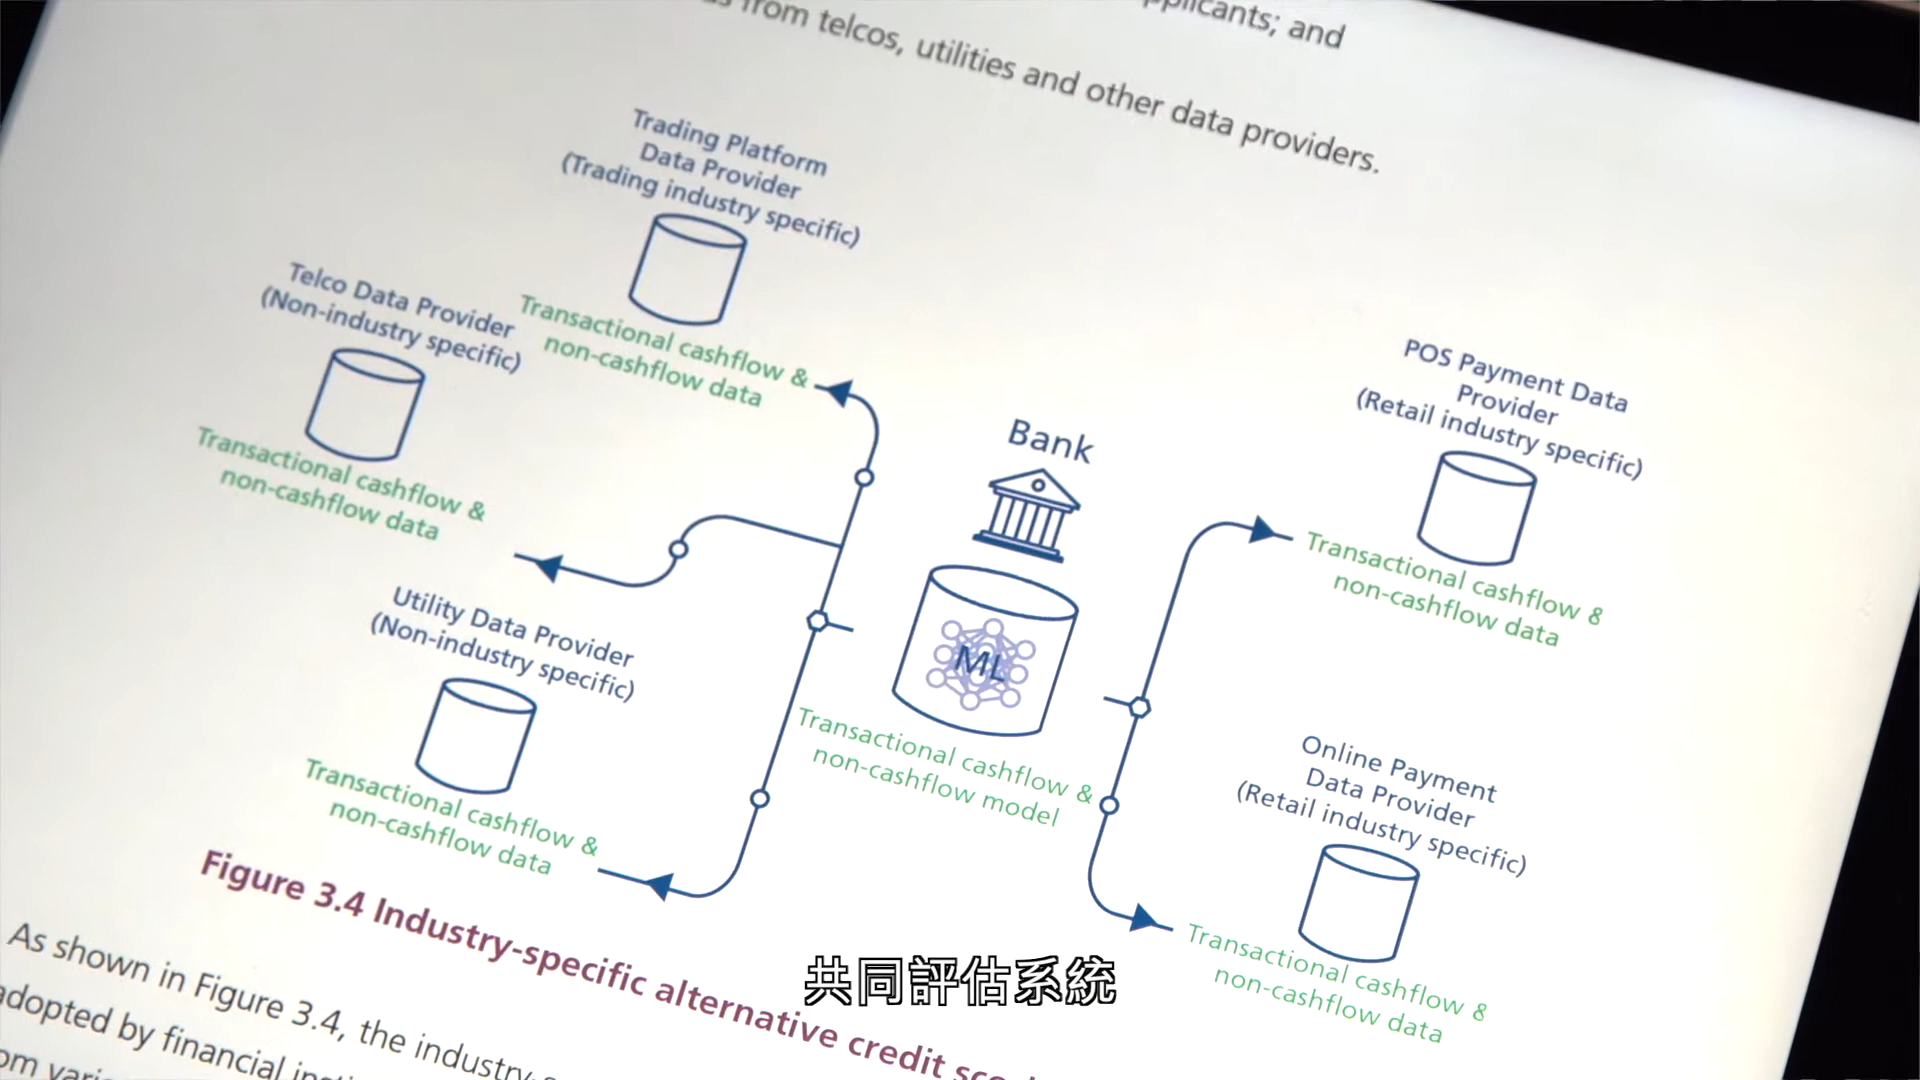 applicants; and
from telcos, utilities and other data providers.
Trading Platform
Data Provider
(Trading industry specific)
Transactional cashflow &
non-cashflow data
Telco Data Provider
(Non-industry specific)
Transactional cashflow &
non-cashflow data
Utility Data Provider
(Non-industry specific)
Transactional cashflow &
non-cashflow data
Bank
ML
Transactional cashflow &
non-cashflow model
POS Payment Data
Provider
(Retail industry specific)
Transactional cashflow &
non-cashflow data
Online Payment
Data Provider
(Retail industry specific)
Transactional cashflow &
non-cashflow data
Figure 3.4 Industry-specific alternative credit
As shown in Figure 3.4, the industry-
adopted by financial
共同評估系統